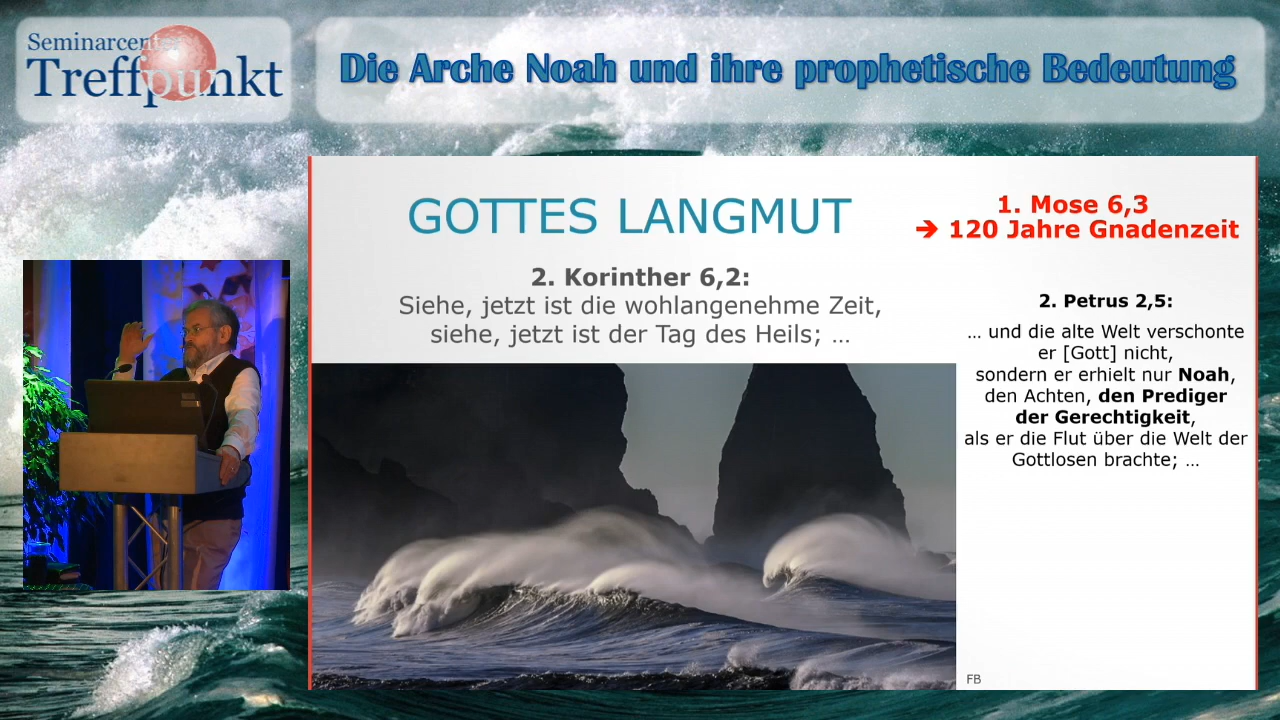 Seminarcenter
Treffpunkt
Die Arche Noah und ihre prophetische Bedeutung
GOTTES LANGMUT
2. Korinther 6,2:
Siehe, jetzt ist die wohlangenehme Zeit,
siehe, jetzt ist der Tag des Heils; ...
1. Mose 6,3
➔ 120 Jahre Gnadenzeit
2. Petrus 2,5:
... und die alte Welt verschonte
er [Gott] nicht,
sondern er erhielt nur Noah,
den Achten, den Prediger
der Gerechtigkeit,
als er die Flut über die Welt der
Gottlosen brachte; ...
FB